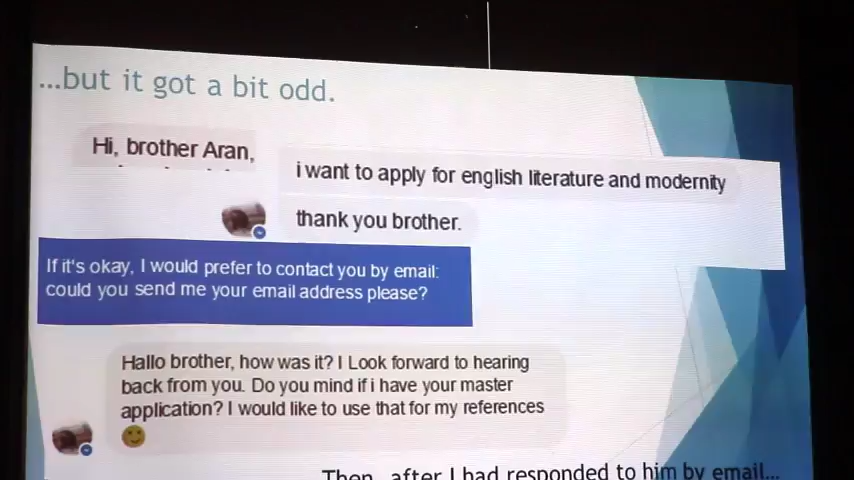 ...but it got a bit odd.
Hi, brother Aran,
i want to apply for english literature and modernity
thank you brother.
If it's okay, I would prefer to contact you by email:
could you send me your email address please?
Hallo brother, how was it? I Look forward to hearing
back from you. Do you mind if i have your master
application? I would like to use that for my references
Then, after I had responded to him by email...